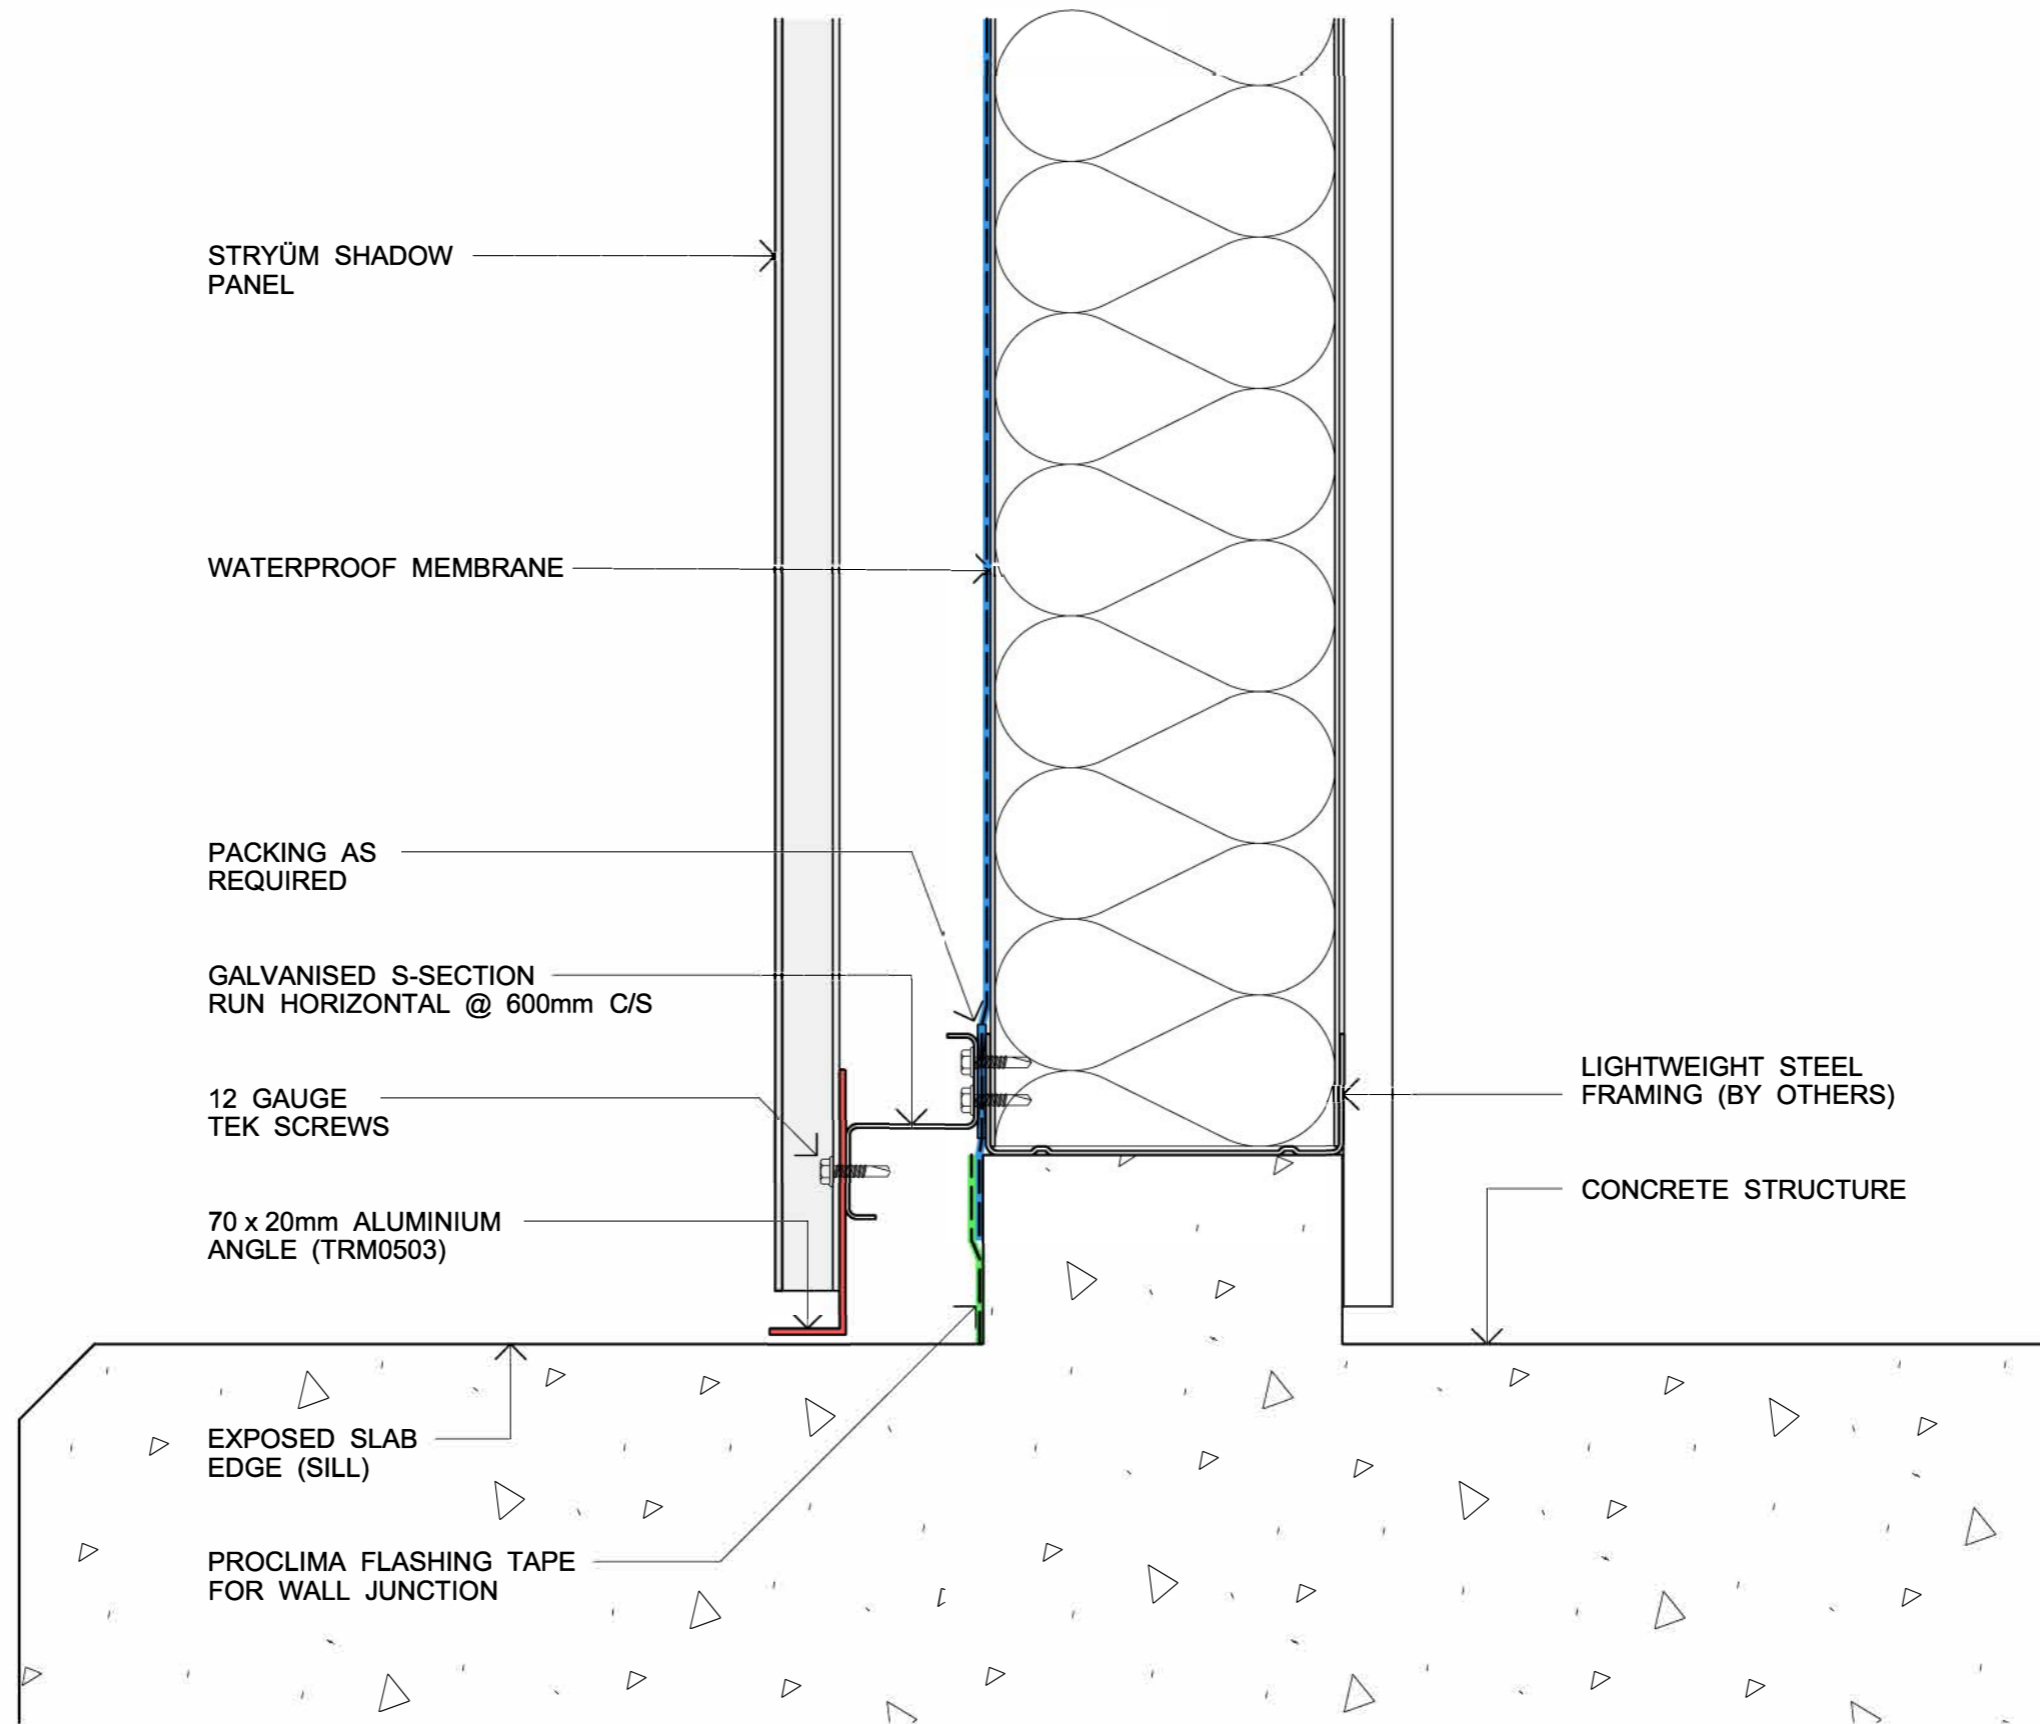 STRYÜM SHADOW
PANEL
WATERPROOF MEMBRANE
PACKING AS
REQUIRED
GALVANISED S-SECTION
RUN HORIZONTAL @ 600mm C/S
12 GAUGE
TEK SCREWS
70 x 20mm ALUMINIUM
ANGLE (TRM0503)
EXPOSED SLAB
EDGE (SILL)
PROCLIMA FLASHING TAPE
FOR WALL JUNCTION
LIGHTWEIGHT STEEL
FRAMING (BY OTHERS)
CONCRETE STRUCTURE